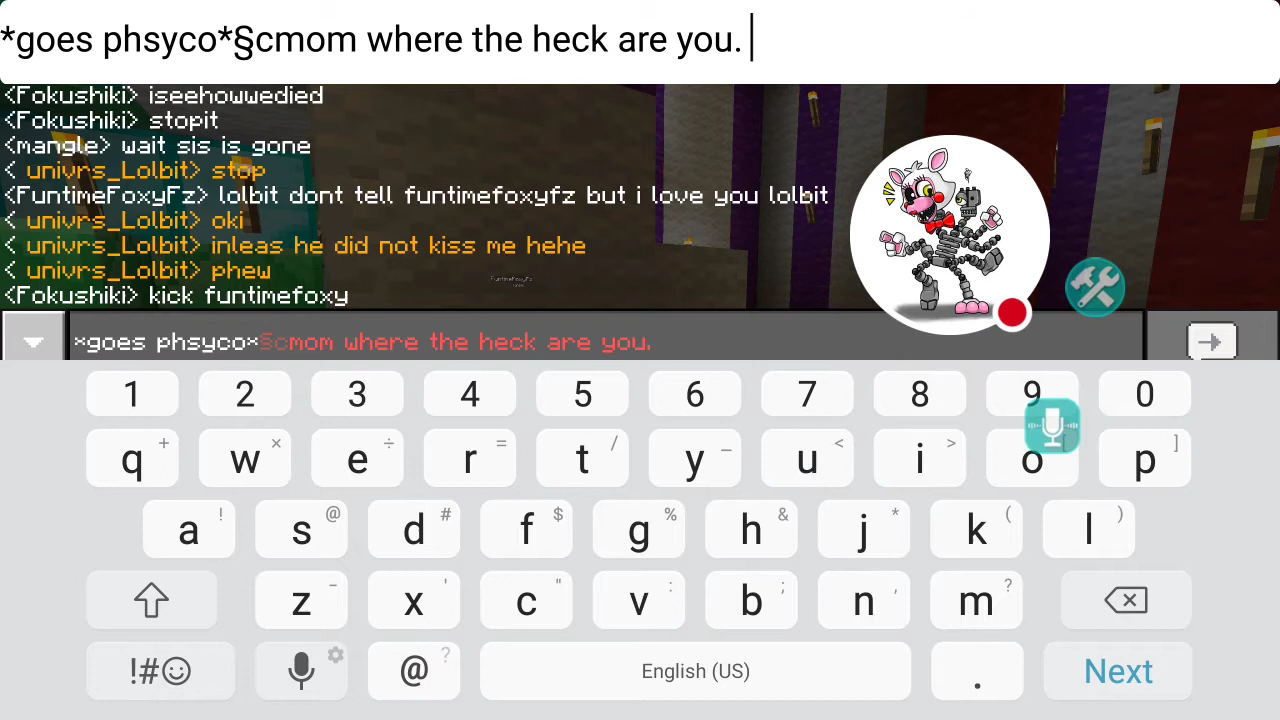 *goes phsyco*§cmom where the heck are you.
<Fokushiki> iseehowwedied
<Fokushiki> stopit
<mangle> wait sis is gone
< univrs_Lolbit> stop
<FuntimeFoxyFz> lolbit dont tell funtimefoxyfz but i love you lolbit
< univrs_Lolbit> oki
< univrs_Lolbit> inleas he did not kiss me hehe
< univrs_Lolbit> phew
<Fokushiki> kick funtimefoxy
*goes phsyco*§cmom where the heck are you.
1 2 3 4 5 6 7 8 9 0
+ × ÷ = / _ < > [ ]
q w e r t y u i o p
! @ # $ % & * ( )
a s d f g h j k l
- ' " : ; , ?
z x c v b n m
!#☺ @ ? English (US) . Next